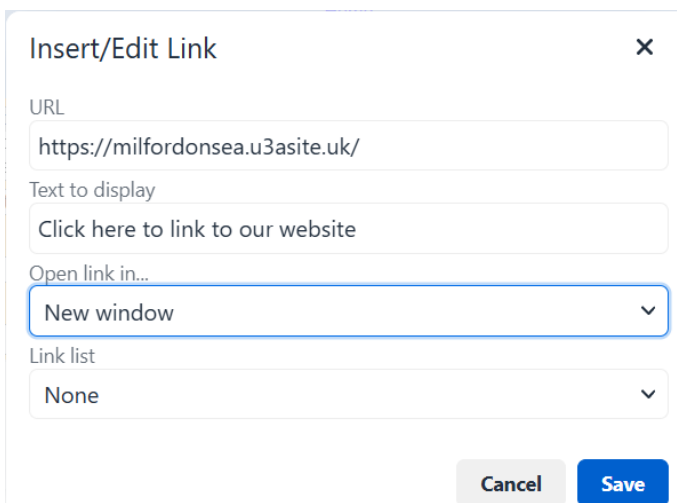 Insert/Edit Link
URL
https://milfordonsea.u3asite.uk/
Text to display
Click here to link to our website
Open link in...
New window
Link list
None
Cancel Save